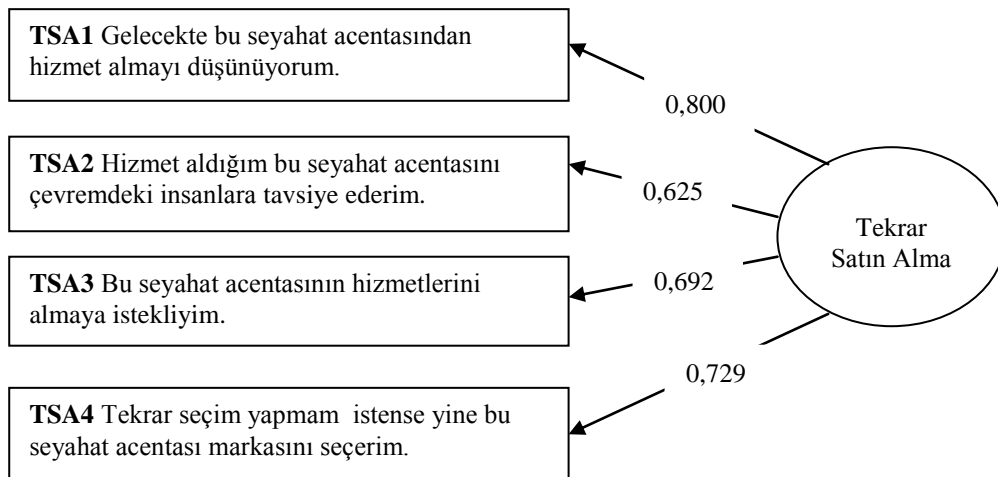 TSA1 Gelecekte bu seyahat acentasından
hizmet almayı düşünüyorum.
0,800
TSA2 Hizmet aldığım bu seyahat acentasını
çevremdeki insanlara tavsiye ederim.
0,625
Tekrar
Satın Alma
TSA3 Bu seyahat acentasının hizmetlerini
almaya istekliyim.
0,692
0,729
TSA4 Tekrar seçim yapmam istense yine bu
seyahat acentası markasını seçerim.